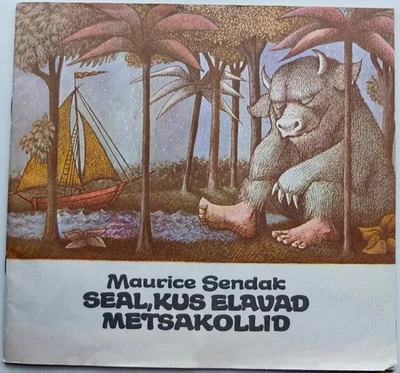 Maurice Sendak
SEAL, KUS ELAVAD
METSAKOLLID